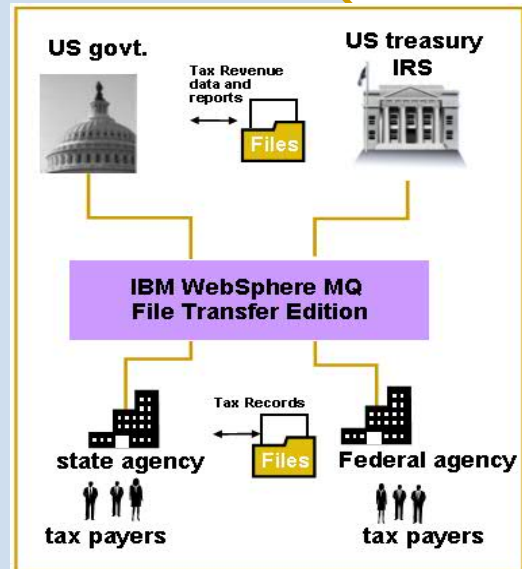 US govt.
US treasury
IRS
Tax Revenue
data and
reports
Files
IBM WebSphere MQ
File Transfer Edition
Tax Records
Files
state agency
Federal agency
tax payers
tax payers